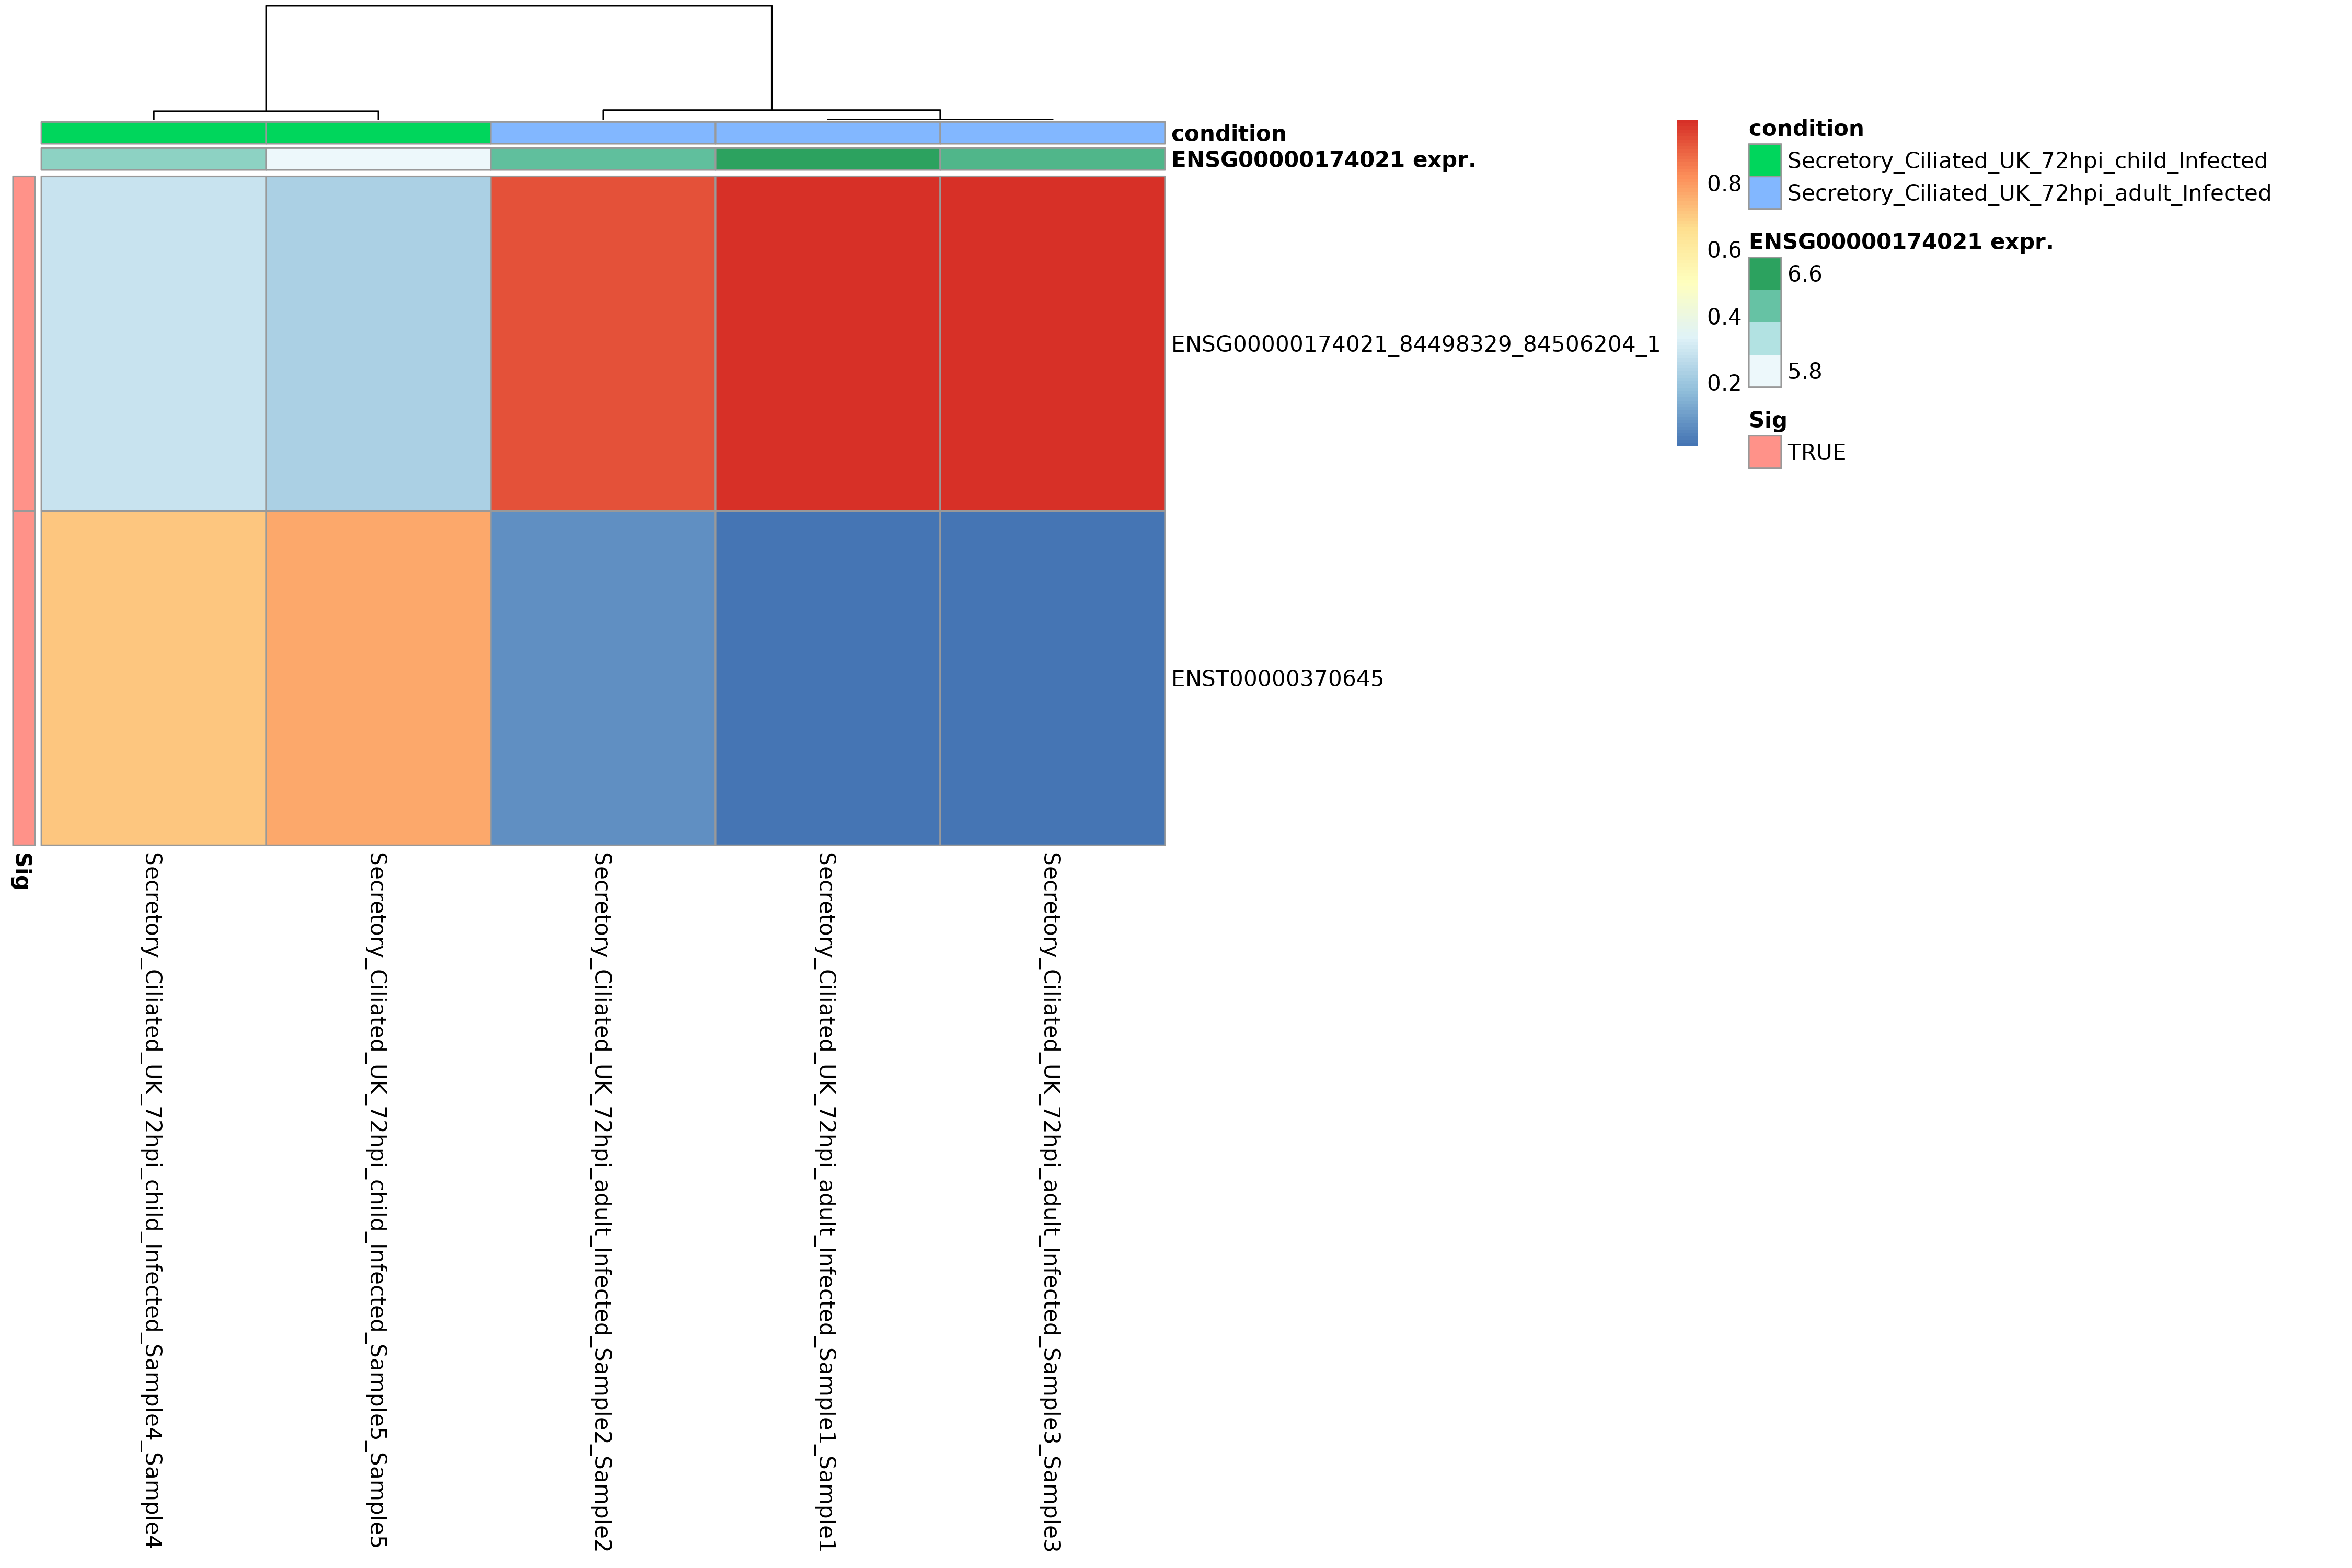 condition
ENSG00000174021 expr.
ENSG00000174021_84498329_84506204_1
ENST00000370645
0.8
0.6
0.4
0.2
condition
Secretory_Ciliated_UK_72hpi_child_Infected
Secretory_Ciliated_UK_72hpi_adult_Infected
ENSG00000174021 expr.
6.6
5.8
Sig
TRUE
Sig
Secretory_Ciliated_UK_72hpi_child_Infected_Sample4_Sample4
Secretory_Ciliated_UK_72hpi_child_Infected_Sample5_Sample5
Secretory_Ciliated_UK_72hpi_adult_Infected_Sample2_Sample2
Secretory_Ciliated_UK_72hpi_adult_Infected_Sample1_Sample1
Secretory_Ciliated_UK_72hpi_adult_Infected_Sample3_Sample3